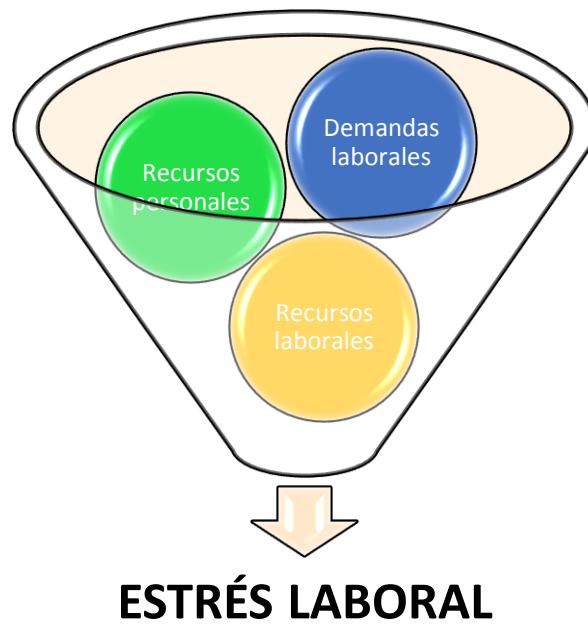 Demandas
laborales
Recursos
personales
Recursos
laborales
ESTRÉS LABORAL